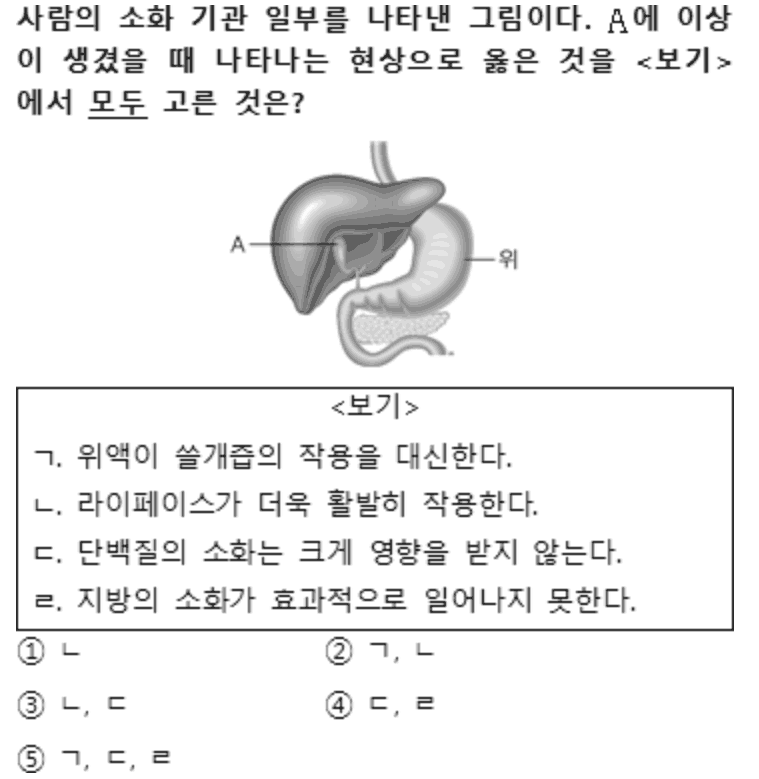 사람의 소화 기관 일부를 나타낸 그림이다. A에 이상
이 생겼을 때 나타나는 현상으로 옳은 것을 <보기>
에서 모두 고른 것은?
A
위
<보기>
ㄱ. 위액이 쓸개즙의 작용을 대신한다.
ㄴ. 라이페이스가 더욱 활발히 작용한다.
ㄷ. 단백질의 소화는 크게 영향을 받지 않는다.
ㄹ. 지방의 소화가 효과적으로 일어나지 못한다.
① ㄴ ② ㄱ, ㄴ
③ ㄴ, ㄷ ④ ㄷ, ㄹ
⑤ ㄱ, ㄷ, ㄹ